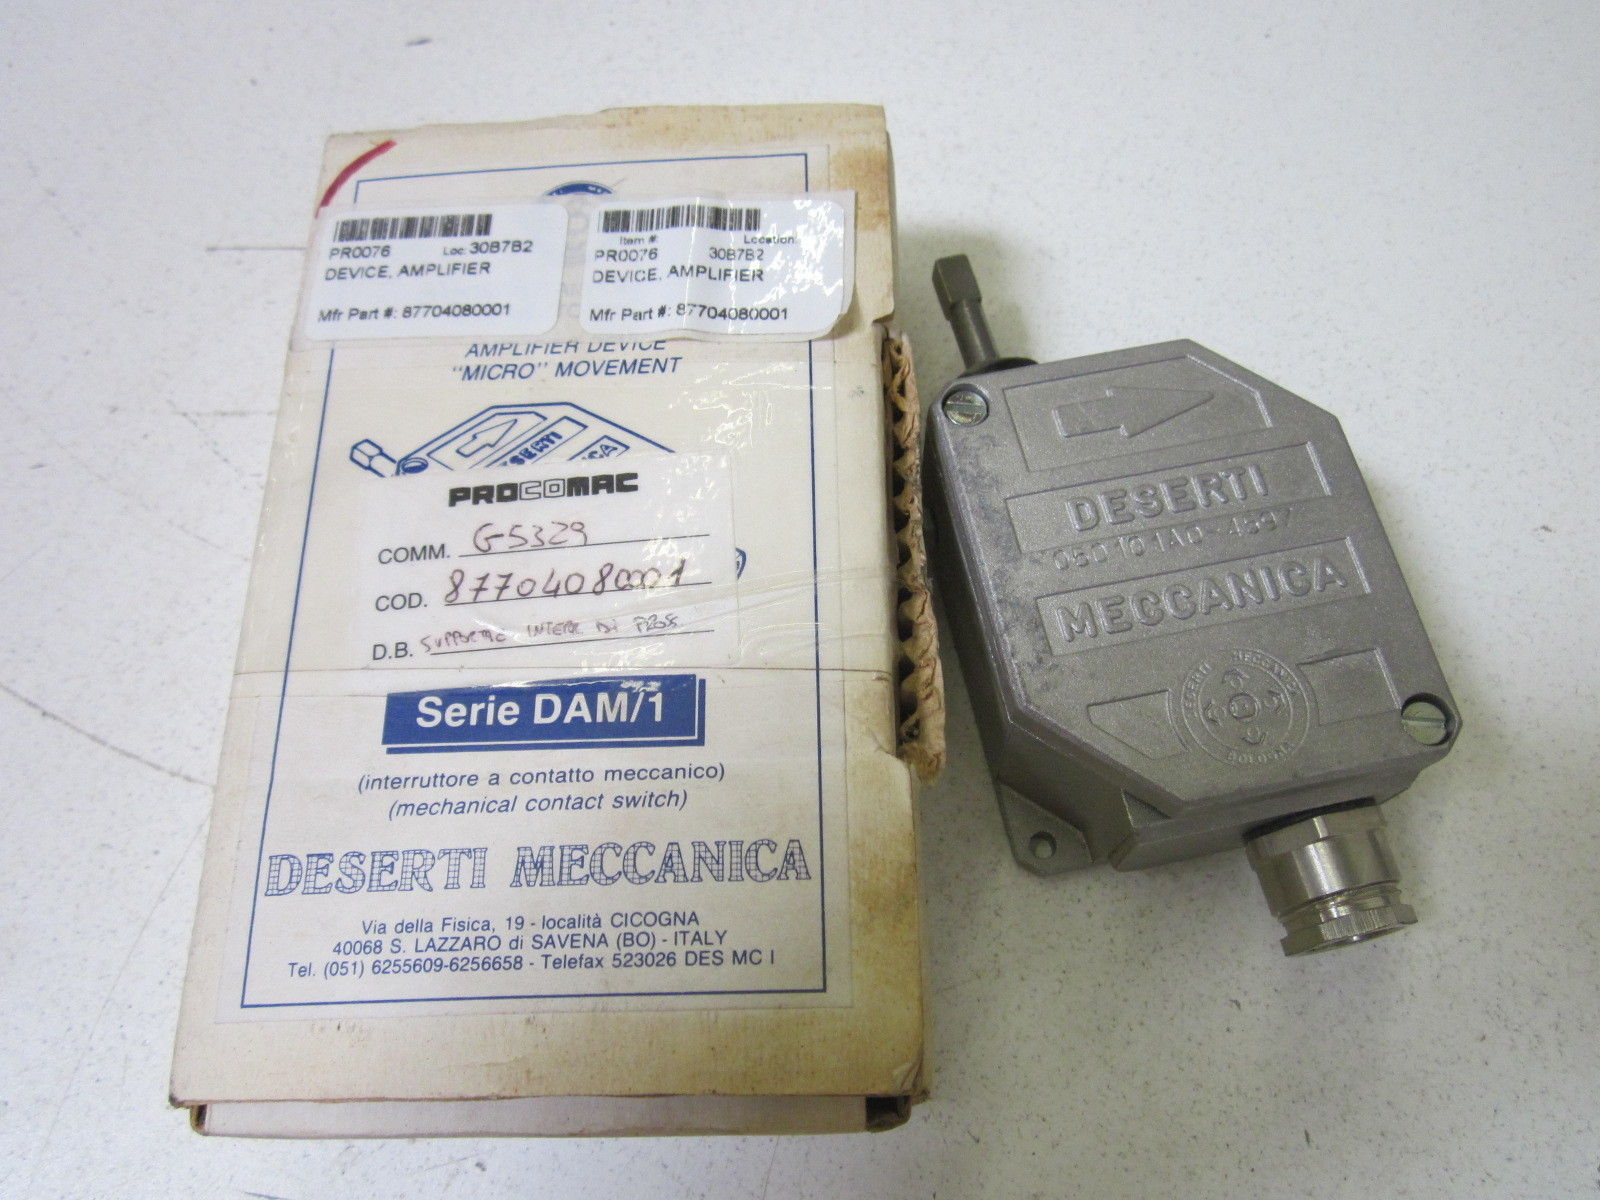 PR0076 Loc: 30B7B2
DEVICE, AMPLIFIER
Mfr Part #: 87704080001
Item #: Location:
PR0076 30B7B2
DEVICE, AMPLIFIER
Mfr Part #: 87704080001
AMPLIFIER DEVICE
"MICRO" MOVEMENT
PROCOMAC
COMM. G5329
COD. 87704080001
D.B.
Serie DAM/1
(interruttore a contatto meccanico)
(mechanical contact switch)
DESERTI MECCANICA
Via della Fisica, 19 - località CICOGNA
40068 S. LAZZARO di SAVENA (BO) - ITALY
Tel. (051) 6255609-6256658 - Telefax 523026 DES MC I
DESERTI
MECCANICA
DESERTI MECCANICA
BOLOGNA